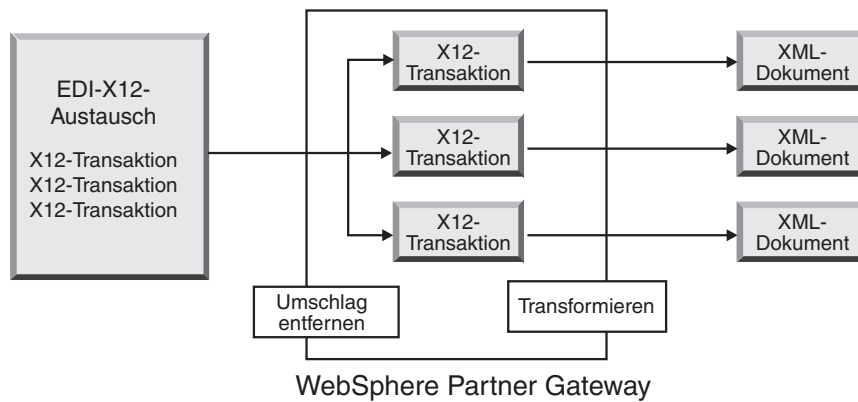 EDI-X12-
Austausch
X12-Transaktion
X12-Transaktion
X12-Transaktion
X12-
Transaktion
XML-
Dokument
X12-
Transaktion
XML-
Dokument
X12-
Transaktion
XML-
Dokument
Umschlag
entfernen
Transformieren
WebSphere Partner Gateway